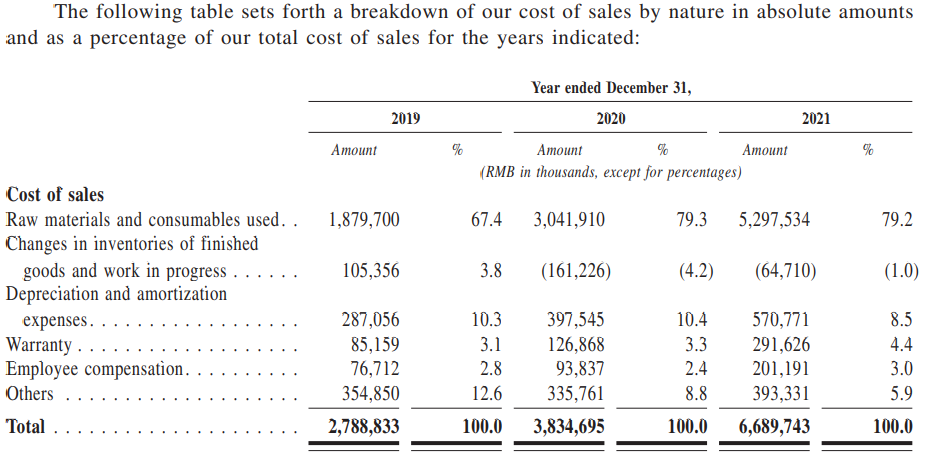 The following table sets forth a breakdown of our cost of sales by nature in absolute amounts
and as a percentage of our total cost of sales for the years indicated:
Year ended December 31,
2019 2020 2021
Amount % Amount % Amount %
(RMB in thousands, except for percentages)
Cost of sales
Raw materials and consumables used. . 1,879,700 67.4 3,041,910 79.3 5,297,534 79.2
Changes in inventories of finished
goods and work in progress . . . . . . 105,356 3.8 (161,226) (4.2) (64,710) (1.0)
Depreciation and amortization
expenses. . . . . . . . . . . . . . . . . . . 287,056 10.3 397,545 10.4 570,771 8.5
Warranty . . . . . . . . . . . . . . . . . . . . 85,159 3.1 126,868 3.3 291,626 4.4
Employee compensation. . . . . . . . . . 76,712 2.8 93,837 2.4 201,191 3.0
Others . . . . . . . . . . . . . . . . . . . . . 354,850 12.6 335,761 8.8 393,331 5.9
Total . . . . . . . . . . . . . . . . . . . . . . 2,788,833 100.0 3,834,695 100.0 6,689,743 100.0